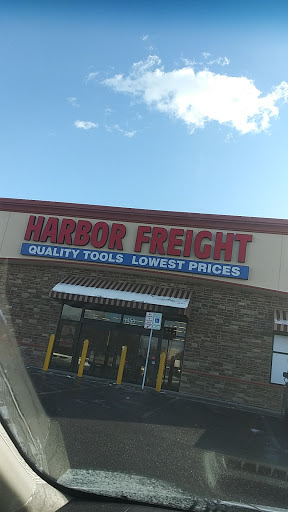 HARBOR FREIGHT
QUALITY TOOLS LOWEST PRICES